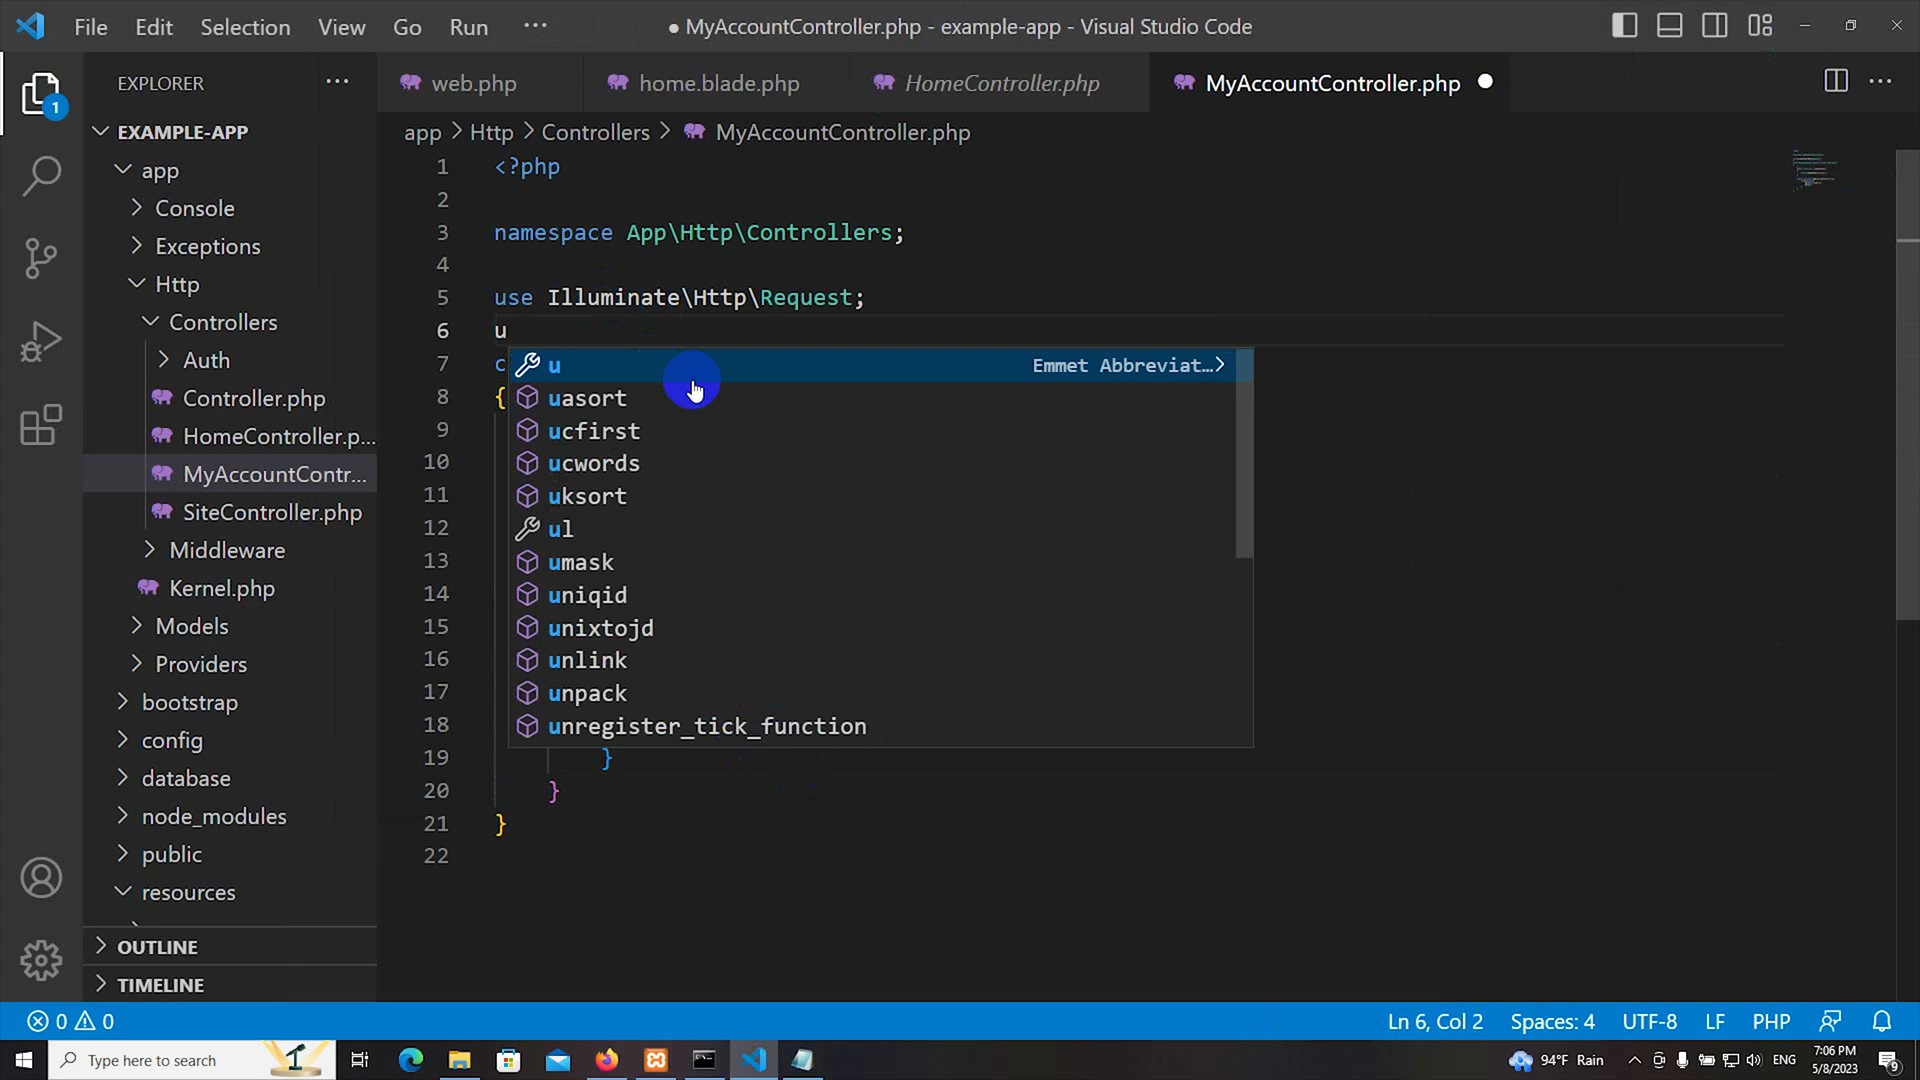 File Edit Selection View Go Run ··· ● MyAccountController.php - example-app - Visual Studio Code
EXPLORER ···
web.php home.blade.php HomeController.php MyAccountController.php ●
app > Http > Controllers > MyAccountController.php
EXAMPLE-APP
app
Console
Exceptions
Http
Controllers
Auth
Controller.php
HomeController.p...
MyAccountContr...
SiteController.php
Middleware
Kernel.php
Models
Providers
bootstrap
config
database
node_modules
public
resources
OUTLINE
TIMELINE
1
1 <?php
2
3 namespace App\Http\Controllers;
4
5 use Illuminate\Http\Request;
6 u
7 c
8 {
9
10
11
12
13
14
15
16
17
18
19 }
20 }
21 }
22
u Emmet Abbreviat...>
uasort
ucfirst
ucwords
uksort
ul
umask
uniqid
unixtojd
unlink
unpack
unregister_tick_function
0 0 Ln 6, Col 2 Spaces: 4 UTF-8 LF PHP
Type here to search 94°F Rain ENG 7:06 PM
5/8/2023 9